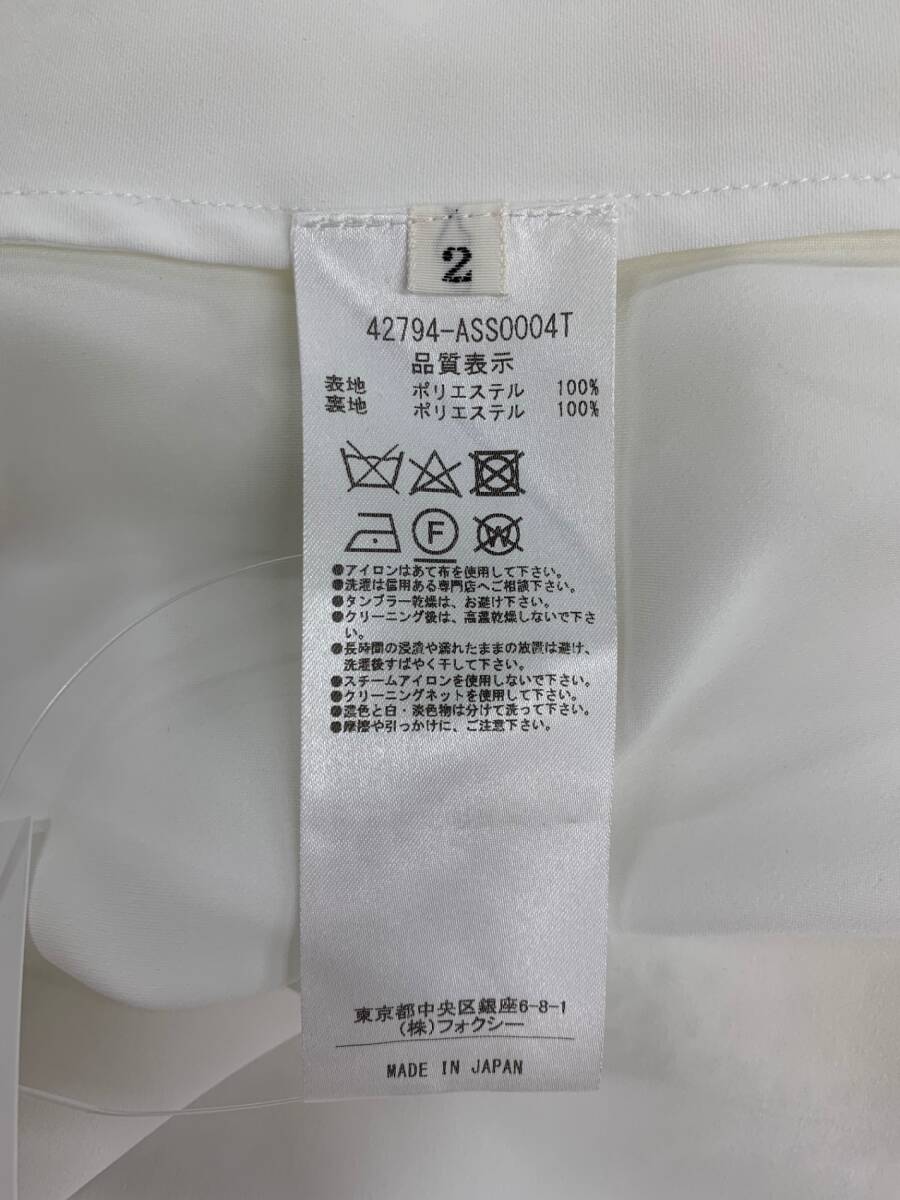 2
42794-ASS0004T
品質表示
表地 ポリエステル 100%
裏地 ポリエステル 100%
F
W
●アイロンはあて布を使用して下さい。
●洗濯は信用ある専門店へご相談下さい。
●タンブラー乾燥は、お避け下さい。
●クリーニング後は、高温乾燥しないで下さ
い。
●長時間の浸漬や濡れたままの放置は避け、
洗濯後すばやく干して下さい。
●スチームアイロンを使用しないで下さい。
●クリーニングネットを使用して下さい。
●濃色と白・淡色物は分けて洗って下さい。
●摩擦や引っかけに、ご注意下さい。
東京都中央区銀座6-8-1
(株)フォクシー
MADE IN JAPAN